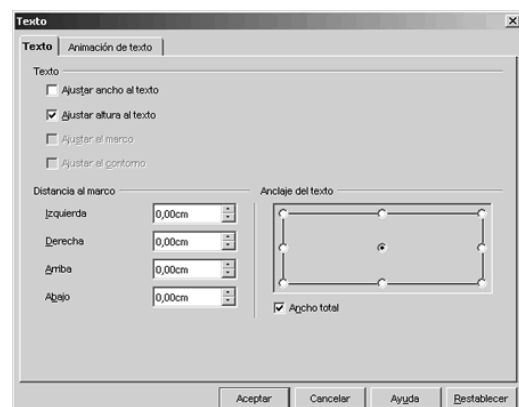 Texto
Texto Animación de texto
Texto
Ajustar ancho al texto
Ajustar altura al texto
Ajustar al marco
Ajustar al contorno
Distancia al marco
Izquierda 0,00cm
Derecha 0,00cm
Arriba 0,00cm
Abajo 0,00cm
Anclaje del texto
Ancho total
Aceptar Cancelar Ayuda Restablecer